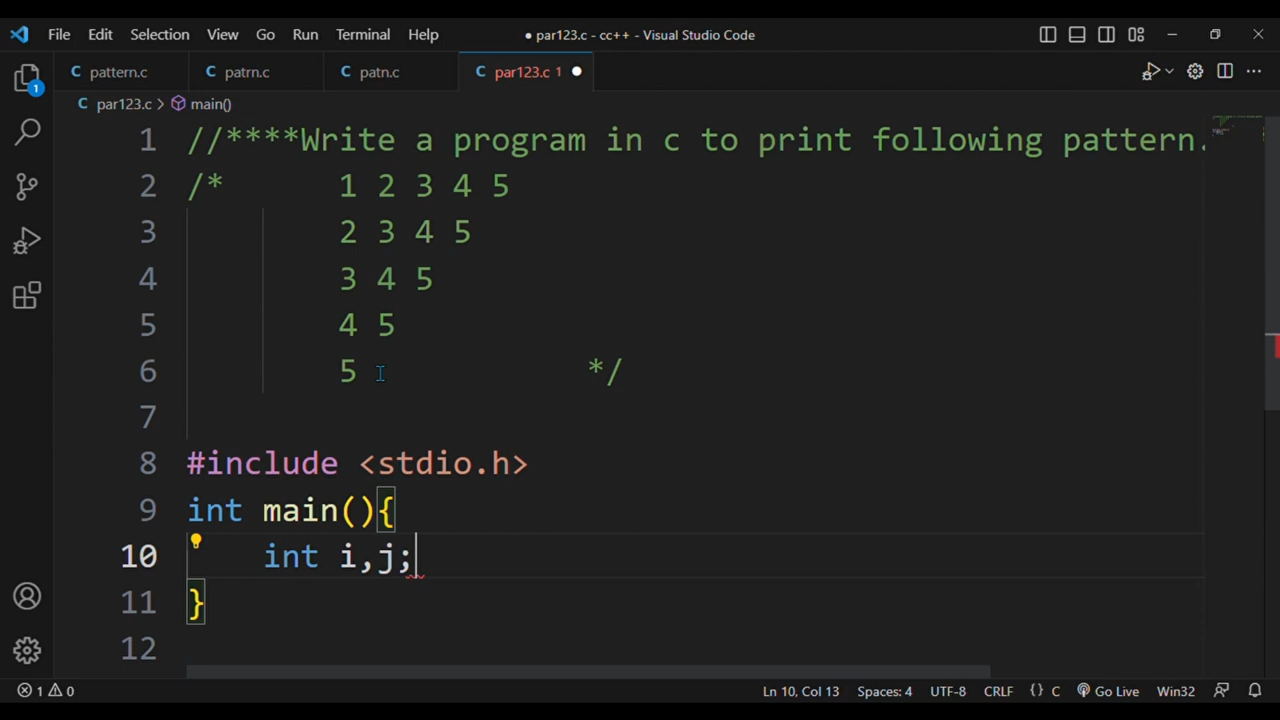 File Edit Selection View Go Run Terminal Help ● par123.c - cc++ - Visual Studio Code
C pattern.c C patrn.c C patn.c C par123.c 1 ●
C par123.c > main()
1 //****Write a program in c to print following pattern.
2 /* 1 2 3 4 5
3 2 3 4 5
4 3 4 5
5 4 5
6 5 */
7
8 #include <stdio.h>
9 int main(){
10 int i,j;
11 }
12
1 0 Ln 10, Col 13 Spaces: 4 UTF-8 CRLF {} C Go Live Win32
1